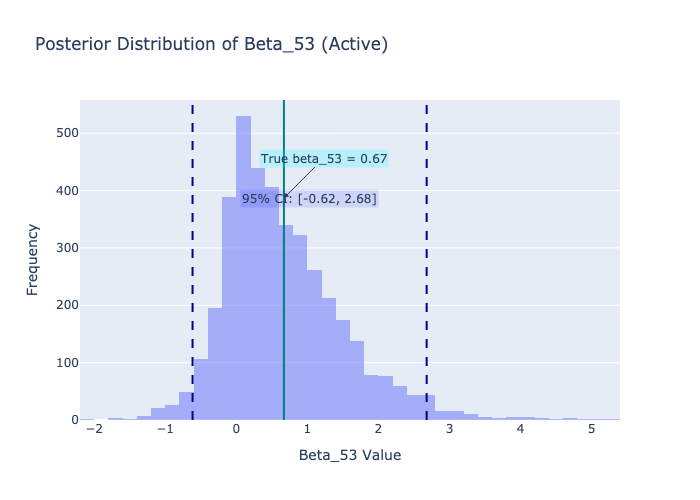 Posterior Distribution of Beta_53 (Active)
True beta_53 = 0.67
95% CI: [-0.62, 2.68]
500
400
300
200
100
0
Frequency
−2 −1 0 1 2 3 4 5
Beta_53 Value